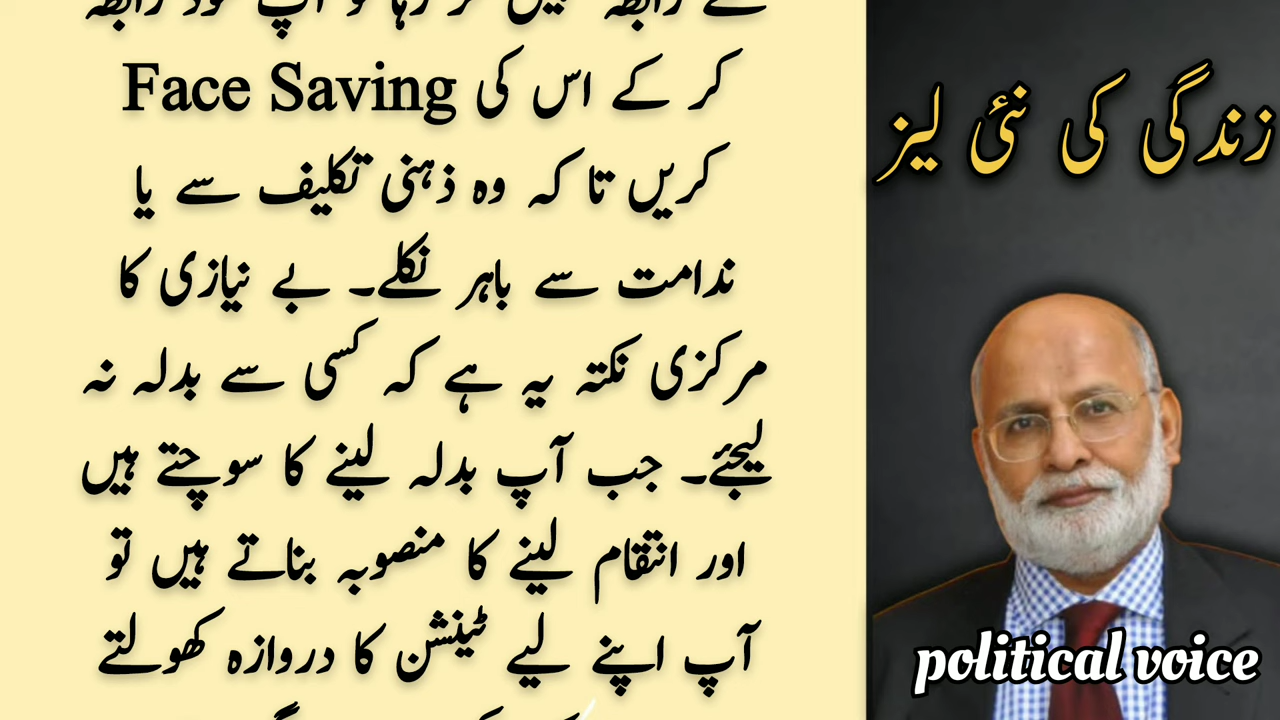 کر کے اس کی Face Saving
کریں تا کہ وہ ذہنی تکلیف سے یا
ندامت سے باہر نکلے۔ بے نیازی کا
مرکزی نکتہ یہ ہے کہ کسی سے بدلہ نہ
لیجئے۔ جب آپ بدلہ لینے کا سوچتے ہیں
اور انتقام لینے کا منصوبہ بناتے ہیں تو
آپ اپنے لیے ٹینشن کا دروازہ کھولتے
زندگی کی نئی لیز
political voice